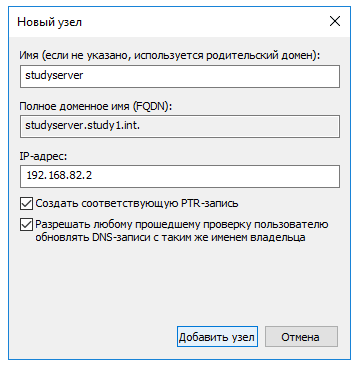 Новый узел
Имя (если не указано, используется родительский домен):
studyserver
Полное доменное имя (FQDN):
studyserver.study1.int.
IP-адрес:
192.168.82.2
Создать соответствующую PTR-запись
Разрешать любому прошедшему проверку пользователю
обновлять DNS-записи с таким же именем владельца
Добавить узел
Отмена